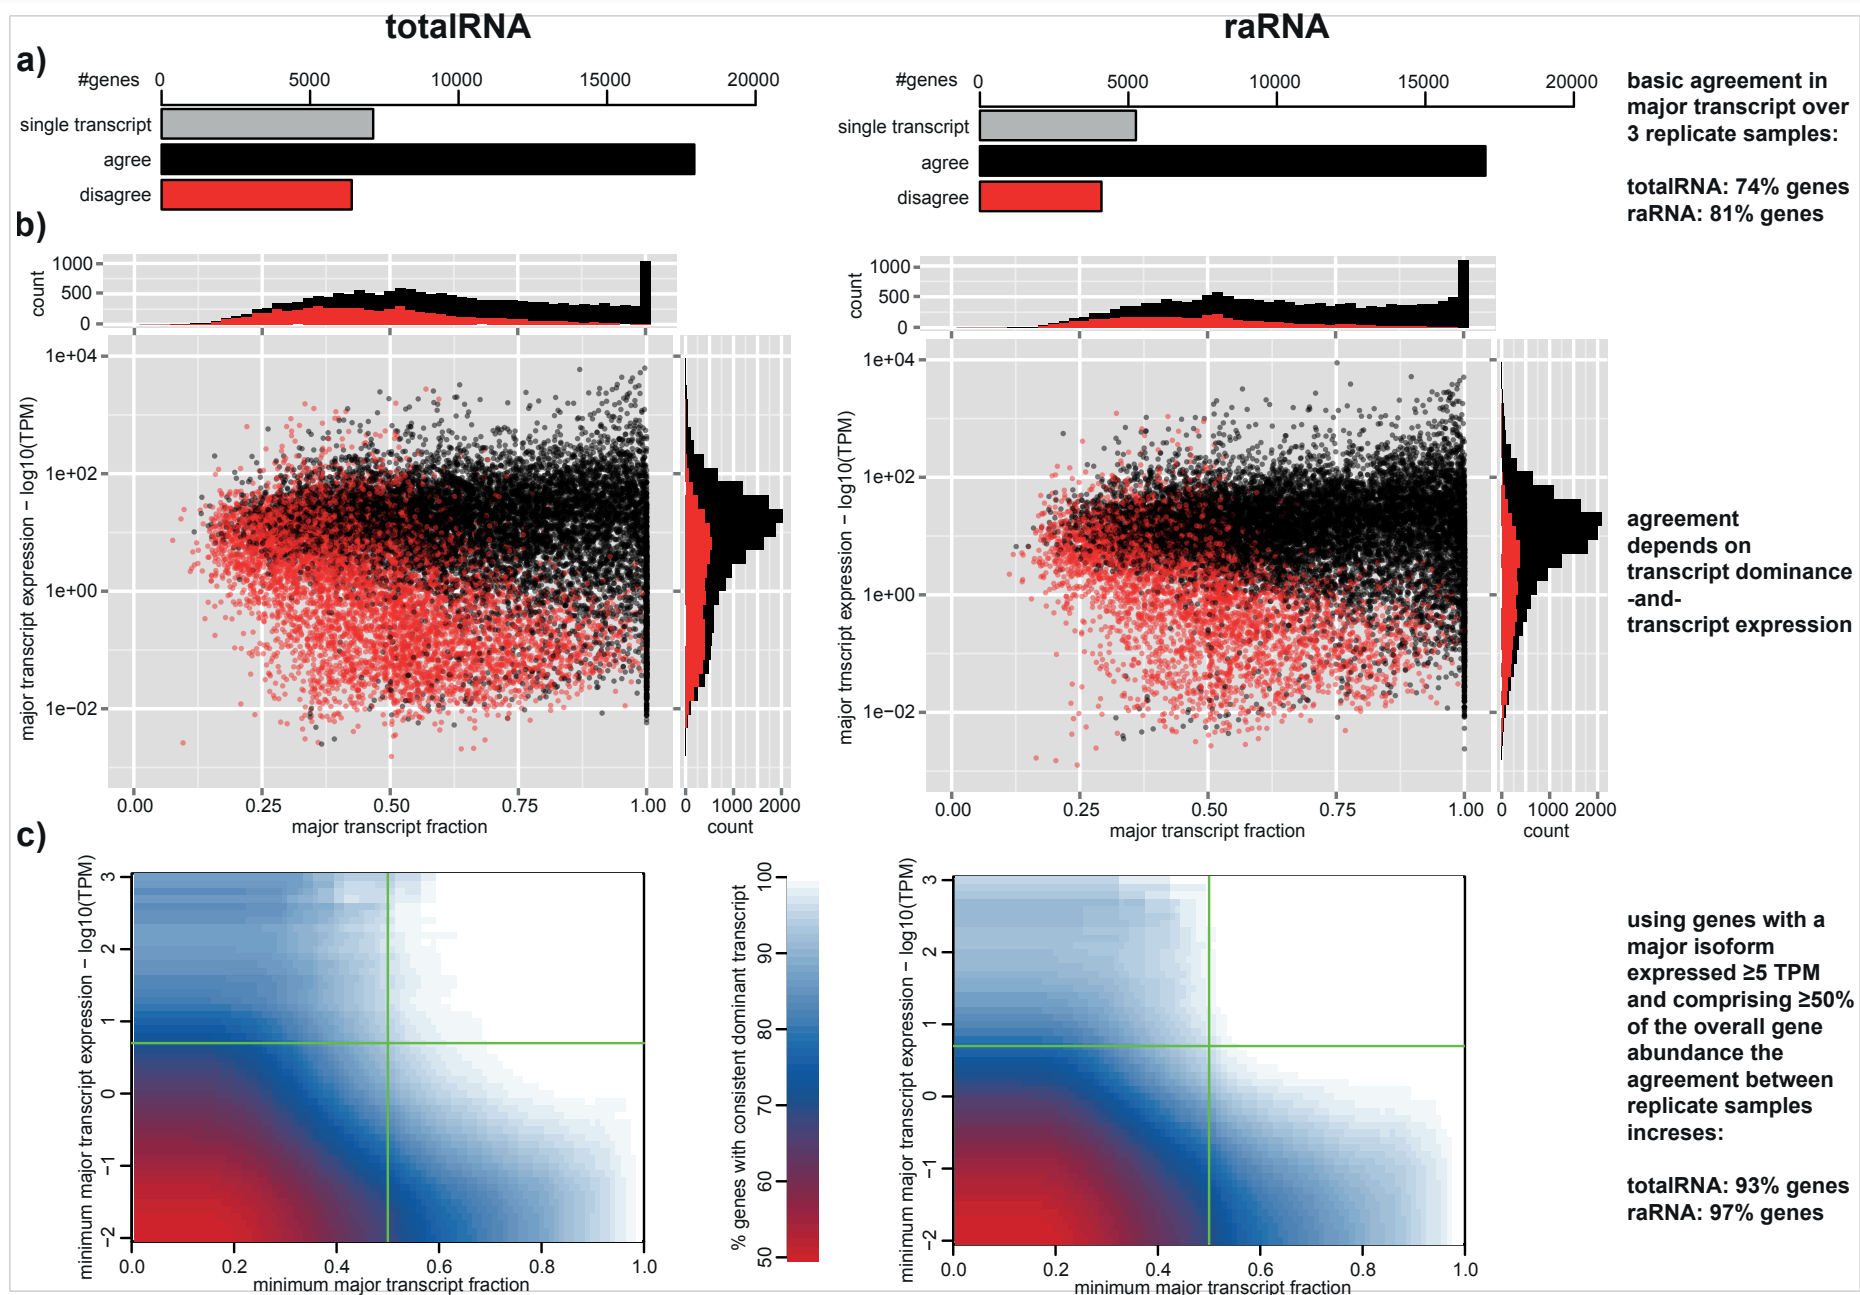 totalRNA
raRNA
a)
#genes 0 5000 10000 15000 20000
single transcript
agree
disagree
#genes 0 5000 10000 15000 20000
single transcript
agree
disagree
basic agreement in
major transcript over
3 replicate samples:
totalRNA: 74% genes
raRNA: 81% genes
b)
count
1000
500
0
major transcript expression − log10(TPM)
1e+04
1e+02
1e+00
1e−02
0.00 0.25 0.50 0.75 1.00
major transcript fraction
0 1000 2000
count
count
1000
500
0
major trnscript expression − log10(TPM)
1e+04
1e+02
1e+00
1e−02
0.00 0.25 0.50 0.75 1.00
major transcript fraction
0 1000 2000
count
agreement
depends on
transcript dominance
-and-
transcript expression
c)
minimum major transcript expression − log10(TPM)
3
2
1
0
−1
−2
0.0 0.2 0.4 0.6 0.8 1.0
minimum major transcript fraction
% genes with consistent dominant transcript
100
90
80
70
60
50
minimum major transcript expression − log10(TPM)
3
2
1
0
−1
−2
0.0 0.2 0.4 0.6 0.8 1.0
minimum major transcript fraction
using genes with a
major isoform
expressed ≥5 TPM
and comprising ≥50%
of the overall gene
abundance the
agreement between
replicate samples
increses:
totalRNA: 93% genes
raRNA: 97% genes